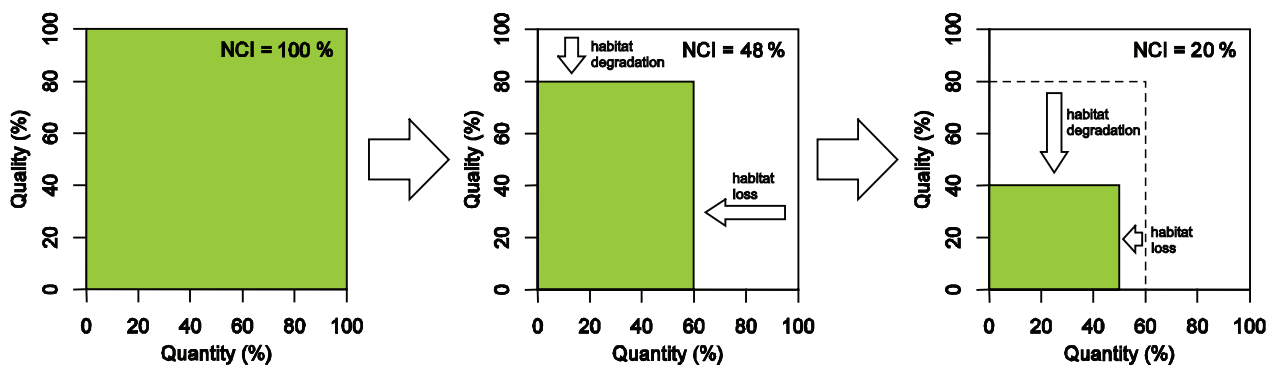 NCI = 100 %
Quality (%)
100
80
60
40
20
0
0 20 40 60 80 100
Quantity (%)
habitat
degradation
NCI = 48 %
habitat
loss
Quality (%)
100
80
60
40
20
0
0 20 40 60 80 100
Quantity (%)
NCI = 20 %
habitat
degradation
habitat
loss
Quality (%)
100
80
60
40
20
0
0 20 40 60 80 100
Quantity (%)